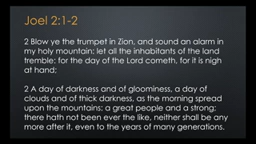 Joel 2:1-2
2 Blow ye the trumpet in Zion, and sound an alarm in
my holy mountain: let all the inhabitants of the land
tremble: for the day of the Lord cometh, for it is nigh
at hand;
2 A day of darkness and of gloominess, a day of
clouds and of thick darkness, as the morning spread
upon the mountains: a great people and a strong;
there hath not been ever the like, neither shall be any
more after it, even to the years of many generations.